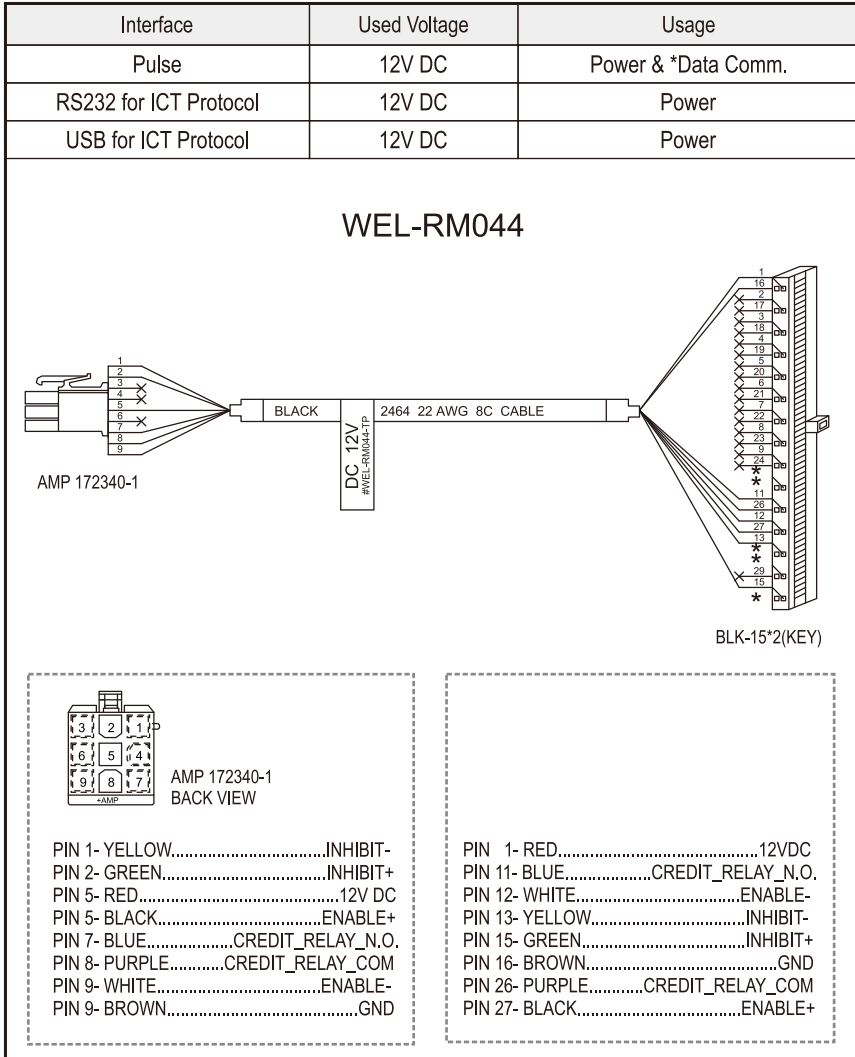 Interface Used Voltage Usage
Pulse 12V DC Power & *Data Comm.
RS232 for ICT Protocol 12V DC Power
USB for ICT Protocol 12V DC Power
WEL-RM044
1
2
3
4
5
6
7
8
9
AMP 172340-1
BLACK
DC 12V
#WEL-RM044-TP
2464 22 AWG 8C CABLE
1
16
2
17
3
18
4
19
5
20
6
21
7
22
8
23
9
24
*
*
11
26
12
27
13
*
*
29
15
*
BLK-15*2(KEY)
3 2 1
6 5 4
9 8 7
+AMP
AMP 172340-1
BACK VIEW
PIN 1- YELLOW..............................INHIBIT-
PIN 2- GREEN................................INHIBIT+
PIN 5- RED.....................................12V DC
PIN 5- BLACK...............................ENABLE+
PIN 7- BLUE...............CREDIT_RELAY_N.O.
PIN 8- PURPLE...........CREDIT_RELAY_COM
PIN 9- WHITE................................ENABLE-
PIN 9- BROWN.....................................GND
PIN 1- RED.....................................12VDC
PIN 11- BLUE...............CREDIT_RELAY_N.O.
PIN 12- WHITE..............................ENABLE-
PIN 13- YELLOW............................INHIBIT-
PIN 15- GREEN..............................INHIBIT+
PIN 16- BROWN...................................GND
PIN 26- PURPLE..........CREDIT_RELAY_COM
PIN 27- BLACK..............................ENABLE+